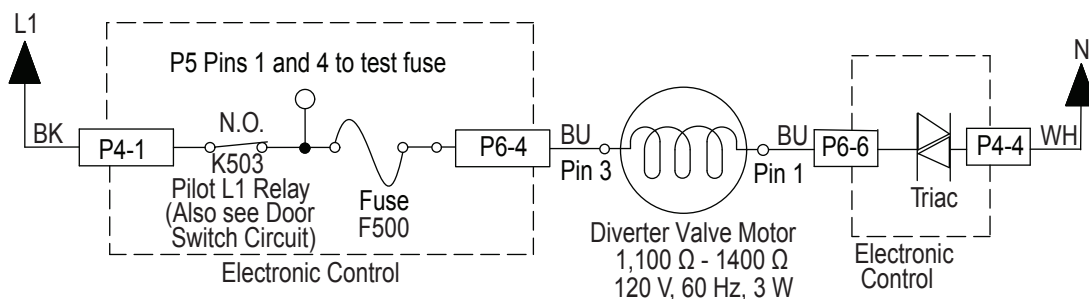 L1
N
P5 Pins 1 and 4 to test fuse
BK
P4-1
N.O.
K503
Pilot L1 Relay
(Also see Door
Switch Circuit)
Fuse
F500
P6-4
Electronic Control
BU
Pin 3
Pin 1
BU
Diverter Valve Motor
1,100 Ω - 1400 Ω
120 V, 60 Hz, 3 W
P6-6
Triac
P4-4
WH
Electronic
Control